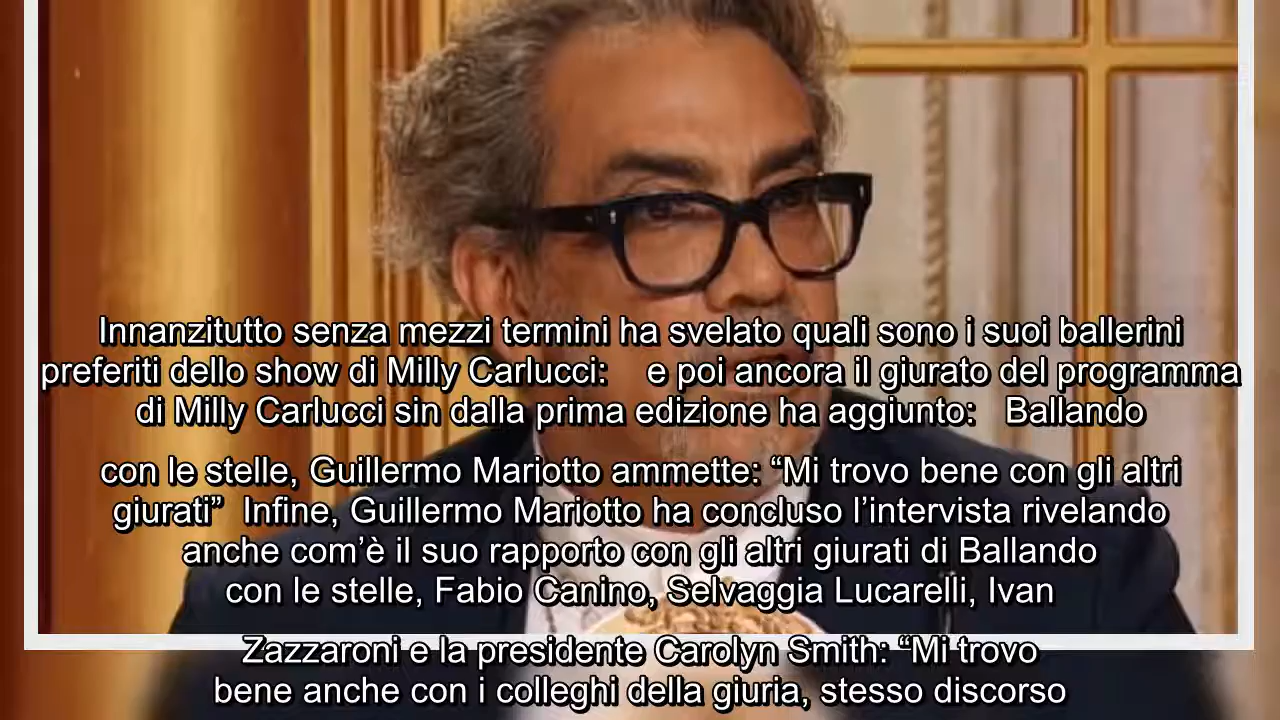 Innanzitutto senza mezzi termini ha svelato quali sono i suoi ballerini
preferiti dello show di Milly Carlucci:    e poi ancora il giurato del programma
di Milly Carlucci sin dalla prima edizione ha aggiunto:   Ballando
con le stelle, Guillermo Mariotto ammette: “Mi trovo bene con gli altri
giurati”  Infine, Guillermo Mariotto ha concluso l’intervista rivelando
anche com’è il suo rapporto con gli altri giurati di Ballando
con le stelle, Fabio Canino, Selvaggia Lucarelli, Ivan
Zazzaroni e la presidente Carolyn Smith: “Mi trovo
bene anche con i colleghi della giuria, stesso discorso